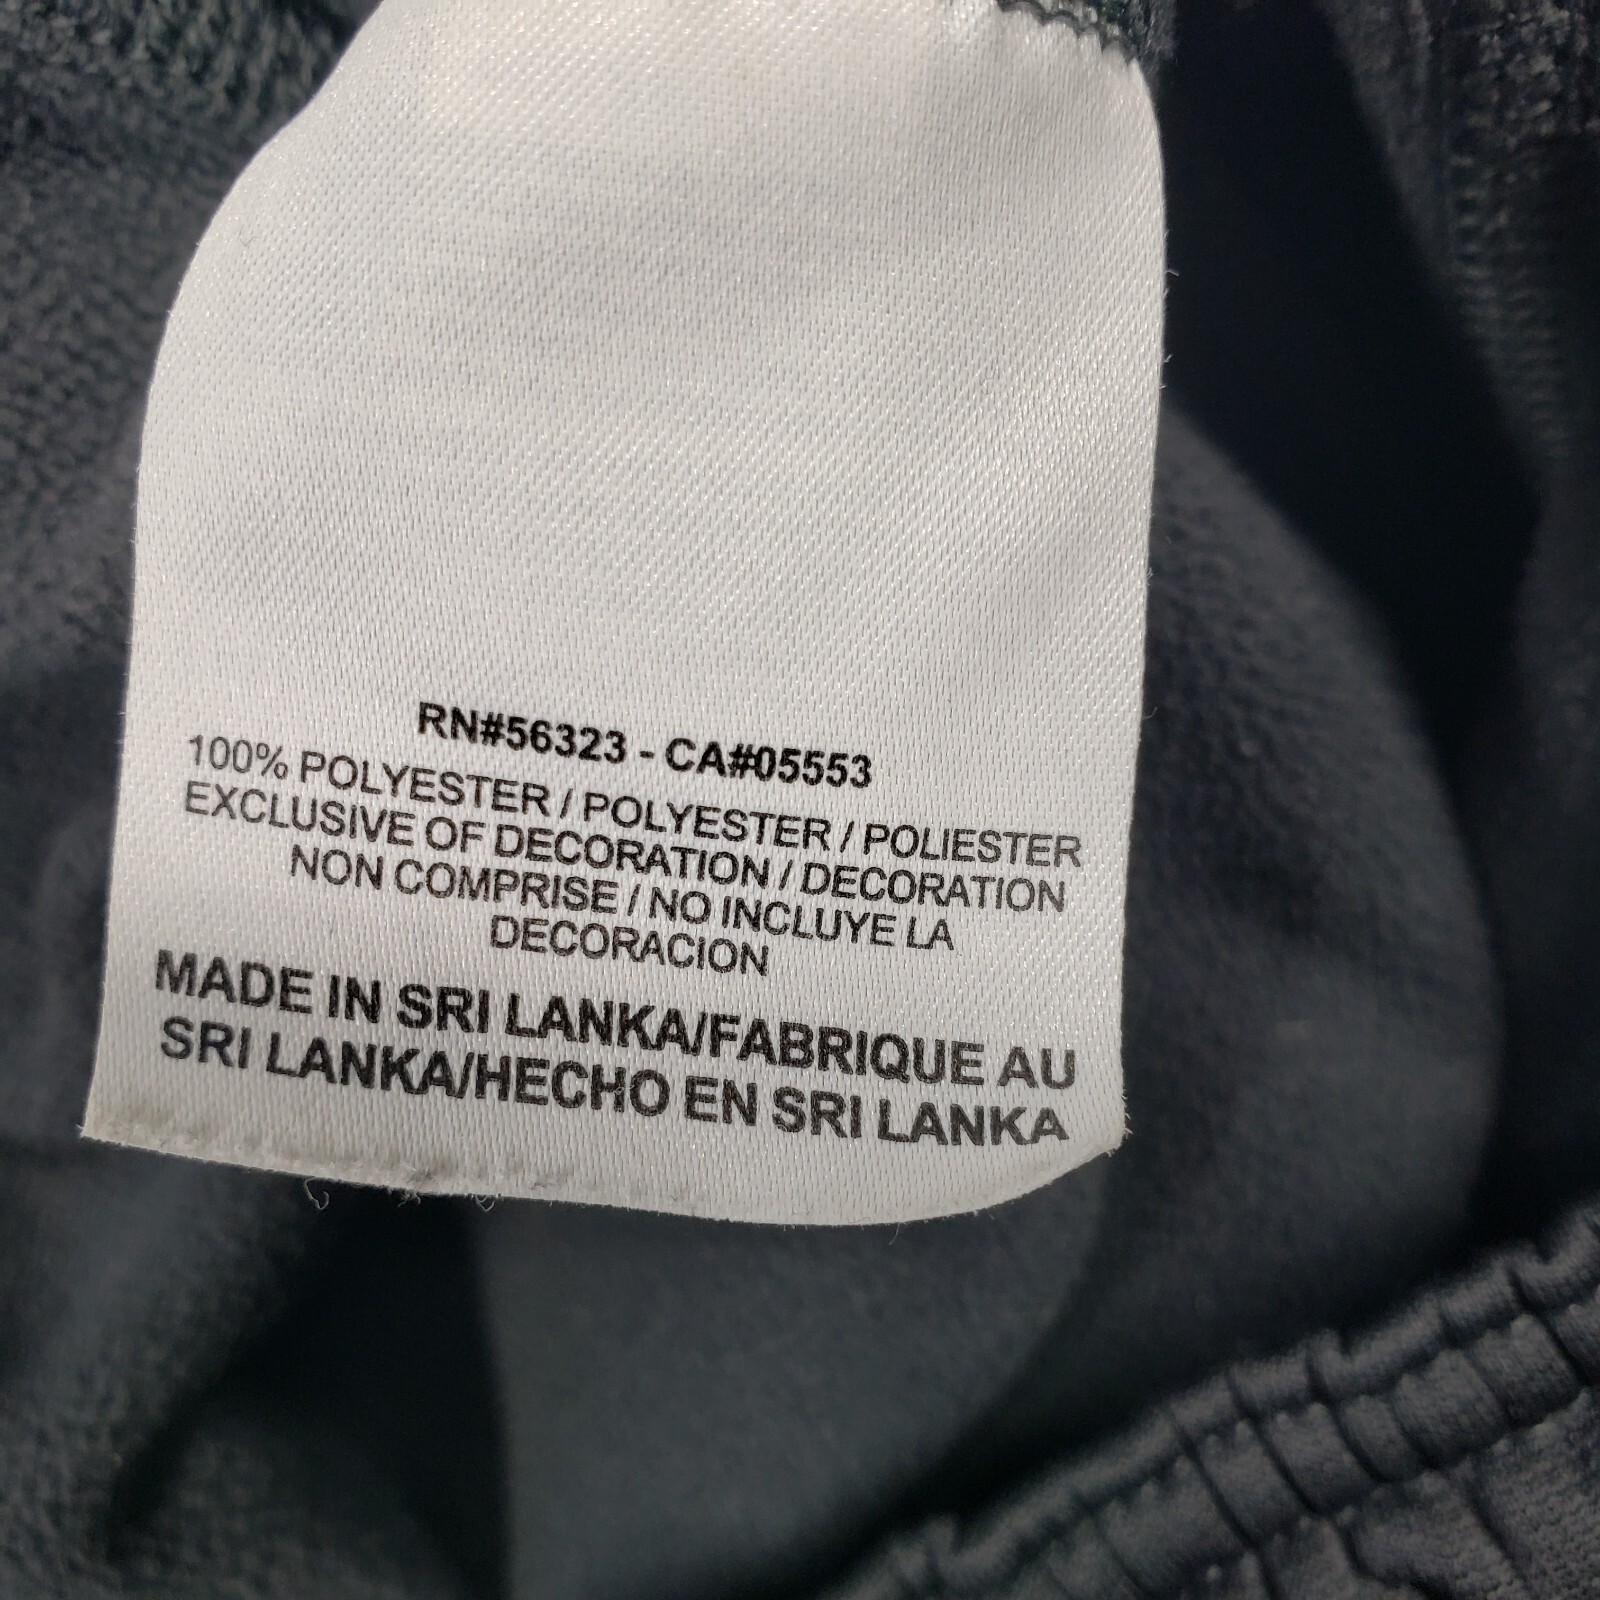 RN#56323 - CA#05553
100% POLYESTER / POLYESTER / POLIESTER
EXCLUSIVE OF DECORATION / DECORATION
NON COMPRISE / NO INCLUYE LA
DECORACION
MADE IN SRI LANKA/FABRIQUE AU
SRI LANKA/HECHO EN SRI LANKA